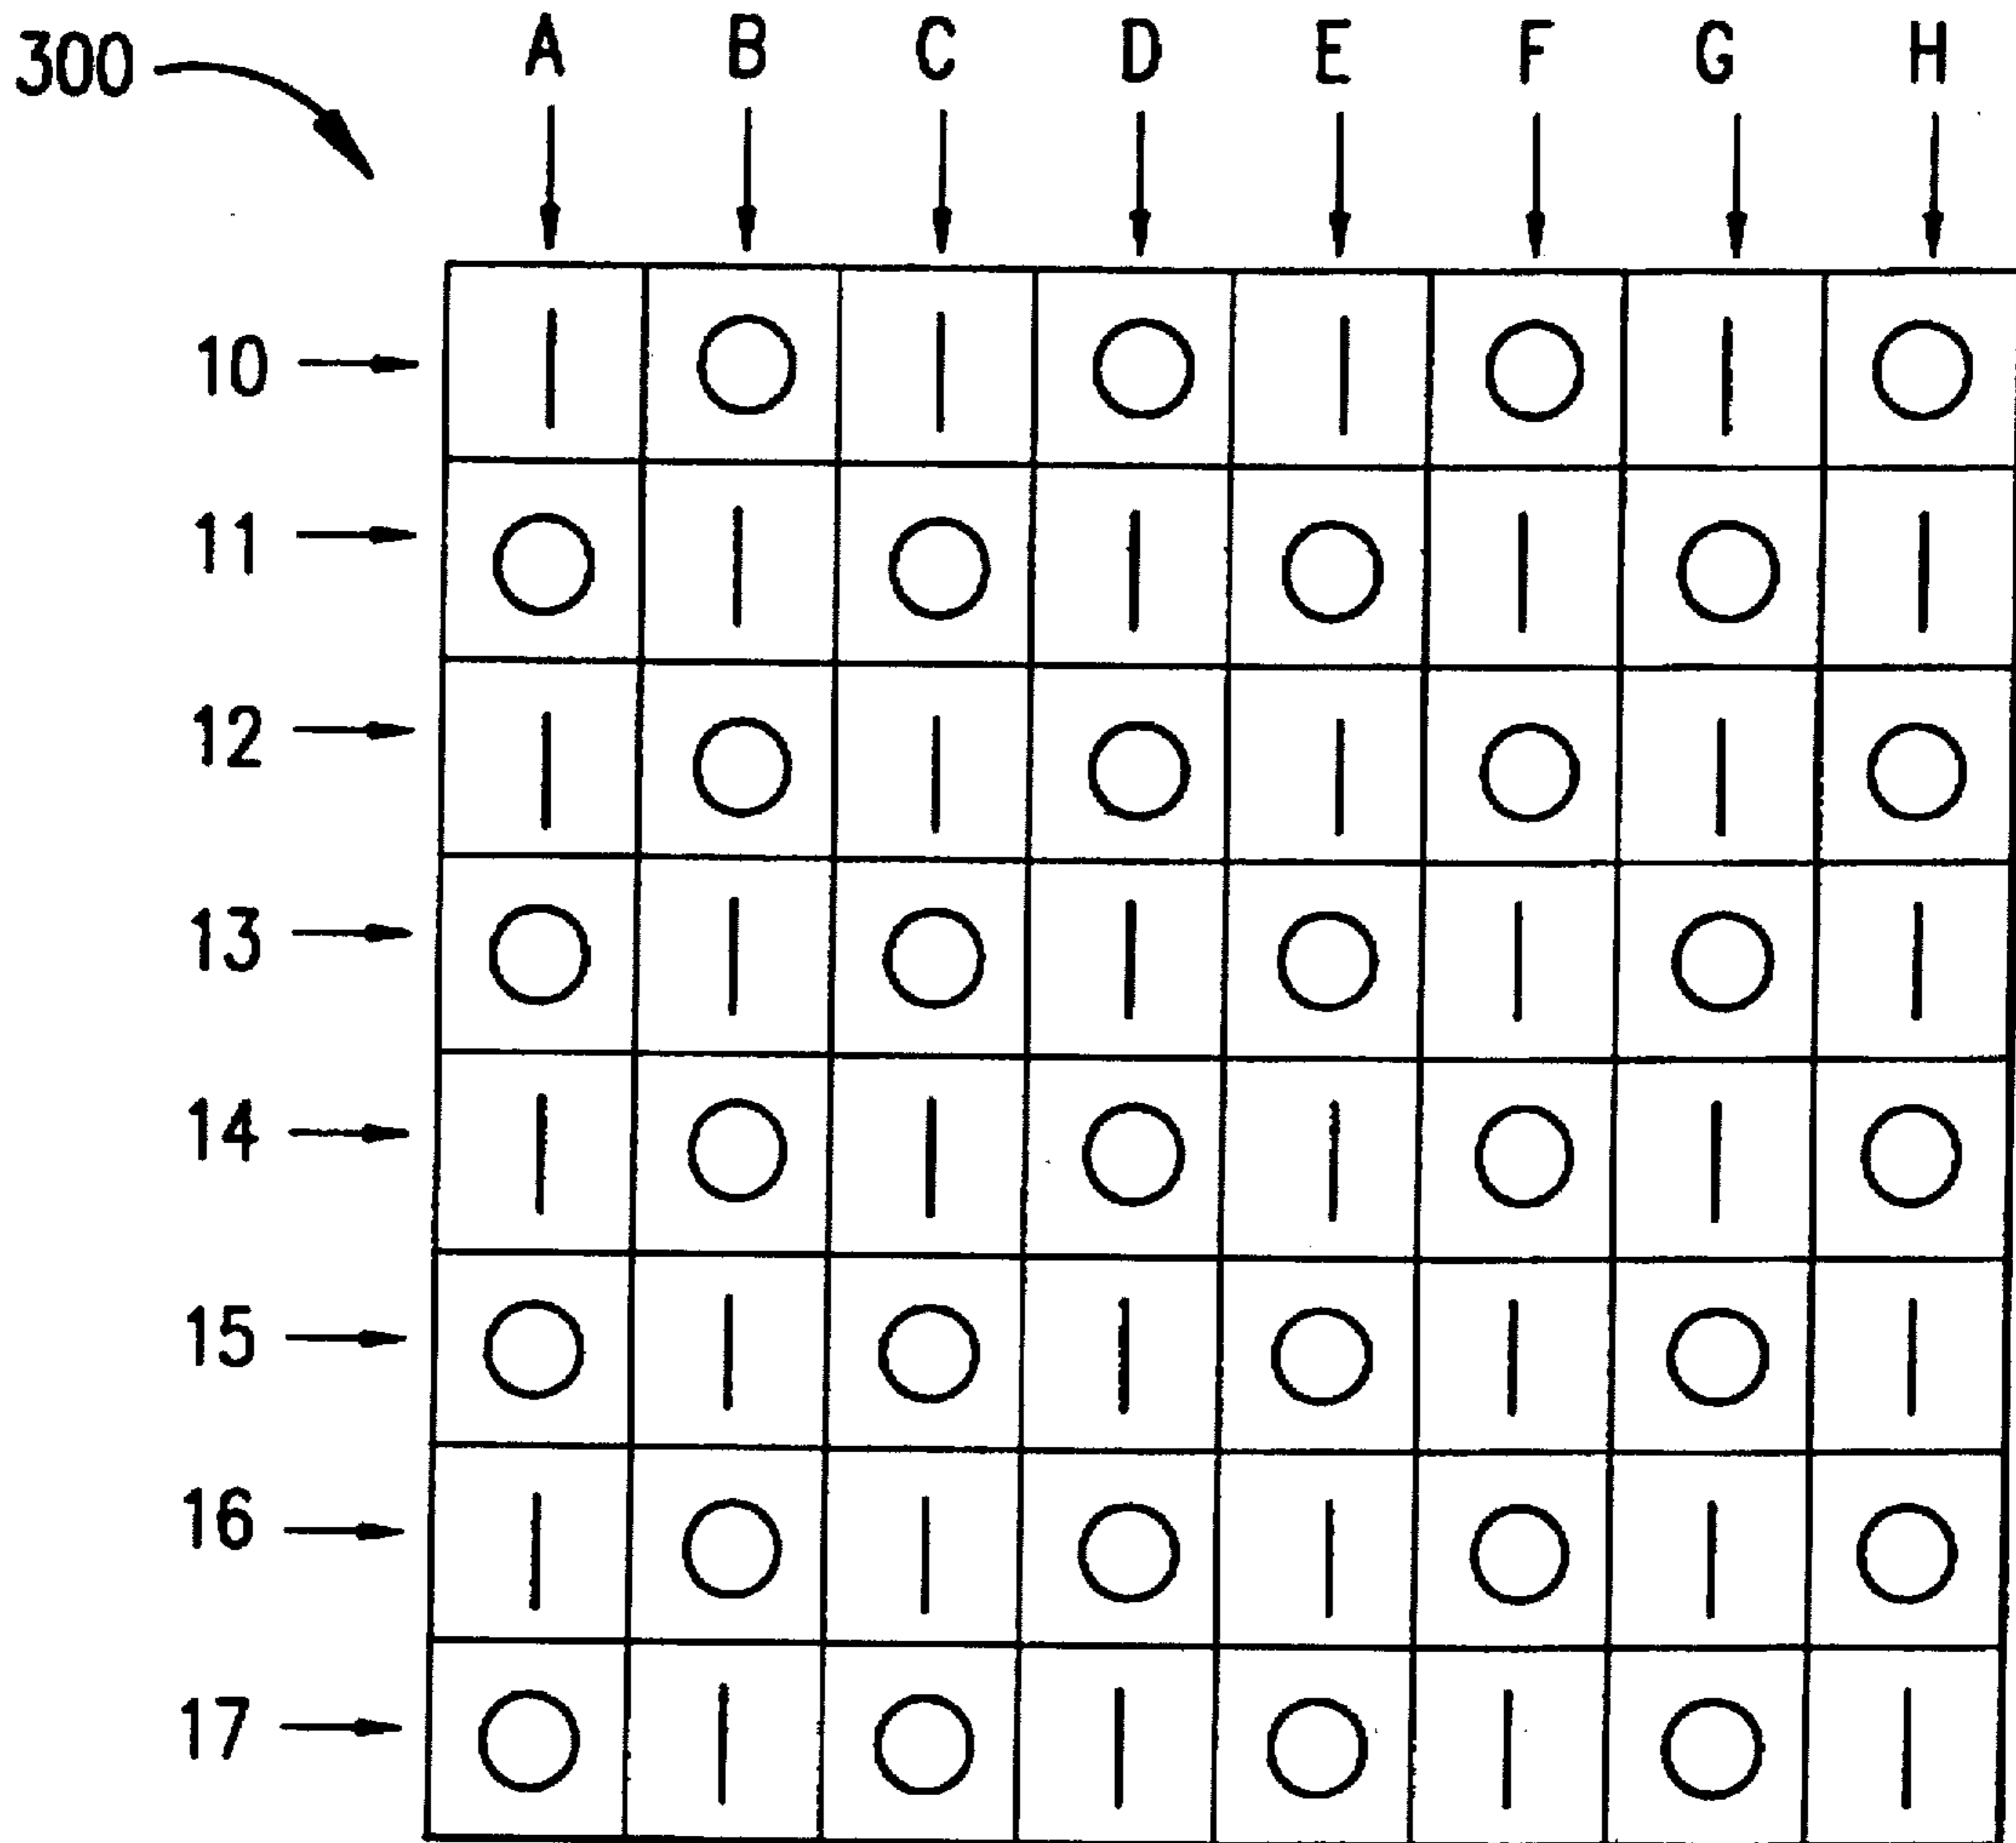 300 A B C D E F G H
10 | O | O | O | O
11 O | O | O | O |
12 | O | O | O | O
13 O | O | O | O |
14 | O | O | O | O
15 O | O | O | O |
16 | O | O | O | O
17 O | O | O | O |